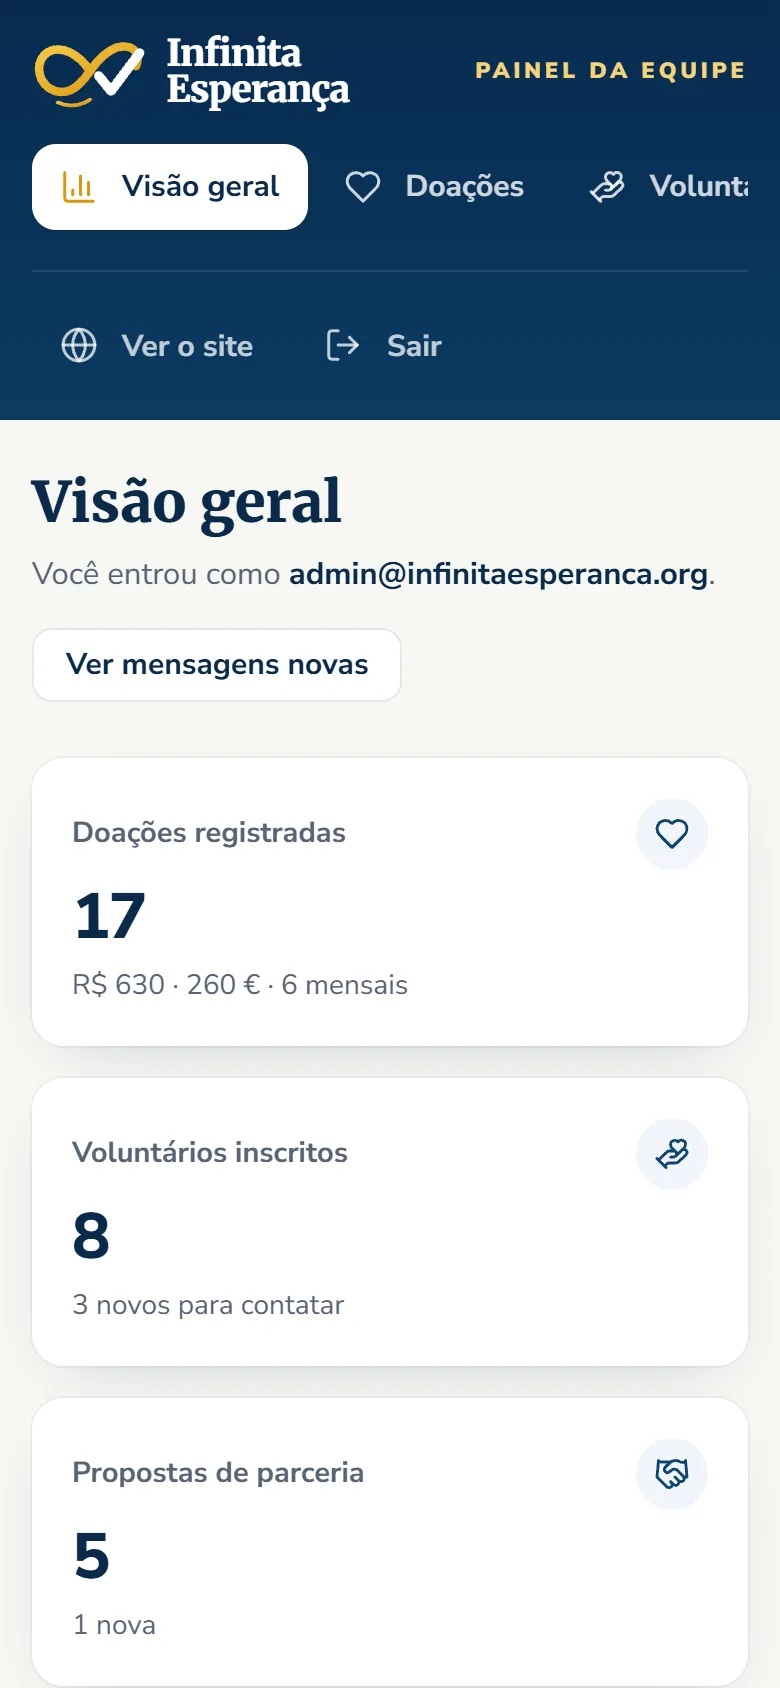 Infinita
Esperança
PAINEL DA EQUIPE
Visão geral
Doações
Volunta
Ver o site
Sair
Visão geral
Você entrou como admin@infinitaesperanca.org.
Ver mensagens novas
Doações registradas
17
R$ 630 · 260 € · 6 mensais
Voluntários inscritos
8
3 novos para contatar
Propostas de parceria
5
1 nova